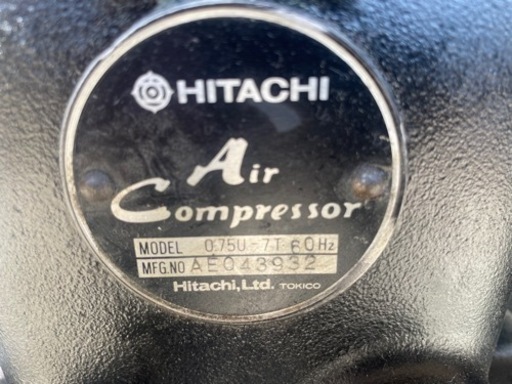 HITACHI
Air
Compressor
MODEL 0.75U-7T 60Hz
MFG.NO AE043932
Hitachi, Ltd. TOKICO